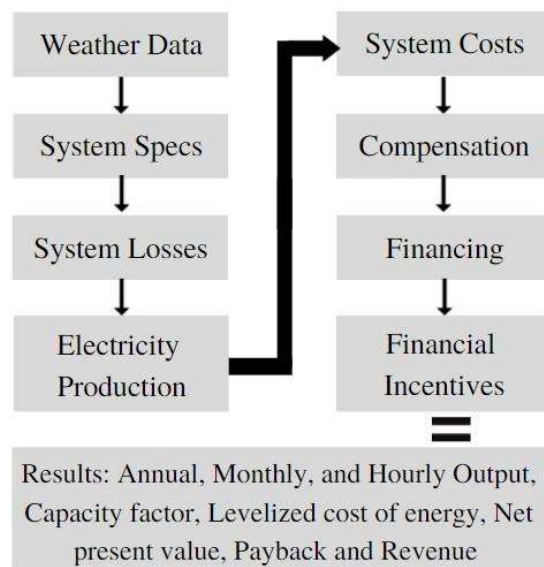 Weather Data
System Specs
System Losses
Electricity
Production
System Costs
Compensation
Financing
Financial
Incentives
Results: Annual, Monthly, and Hourly Output,
Capacity factor, Levelized cost of energy, Net
present value, Payback and Revenue